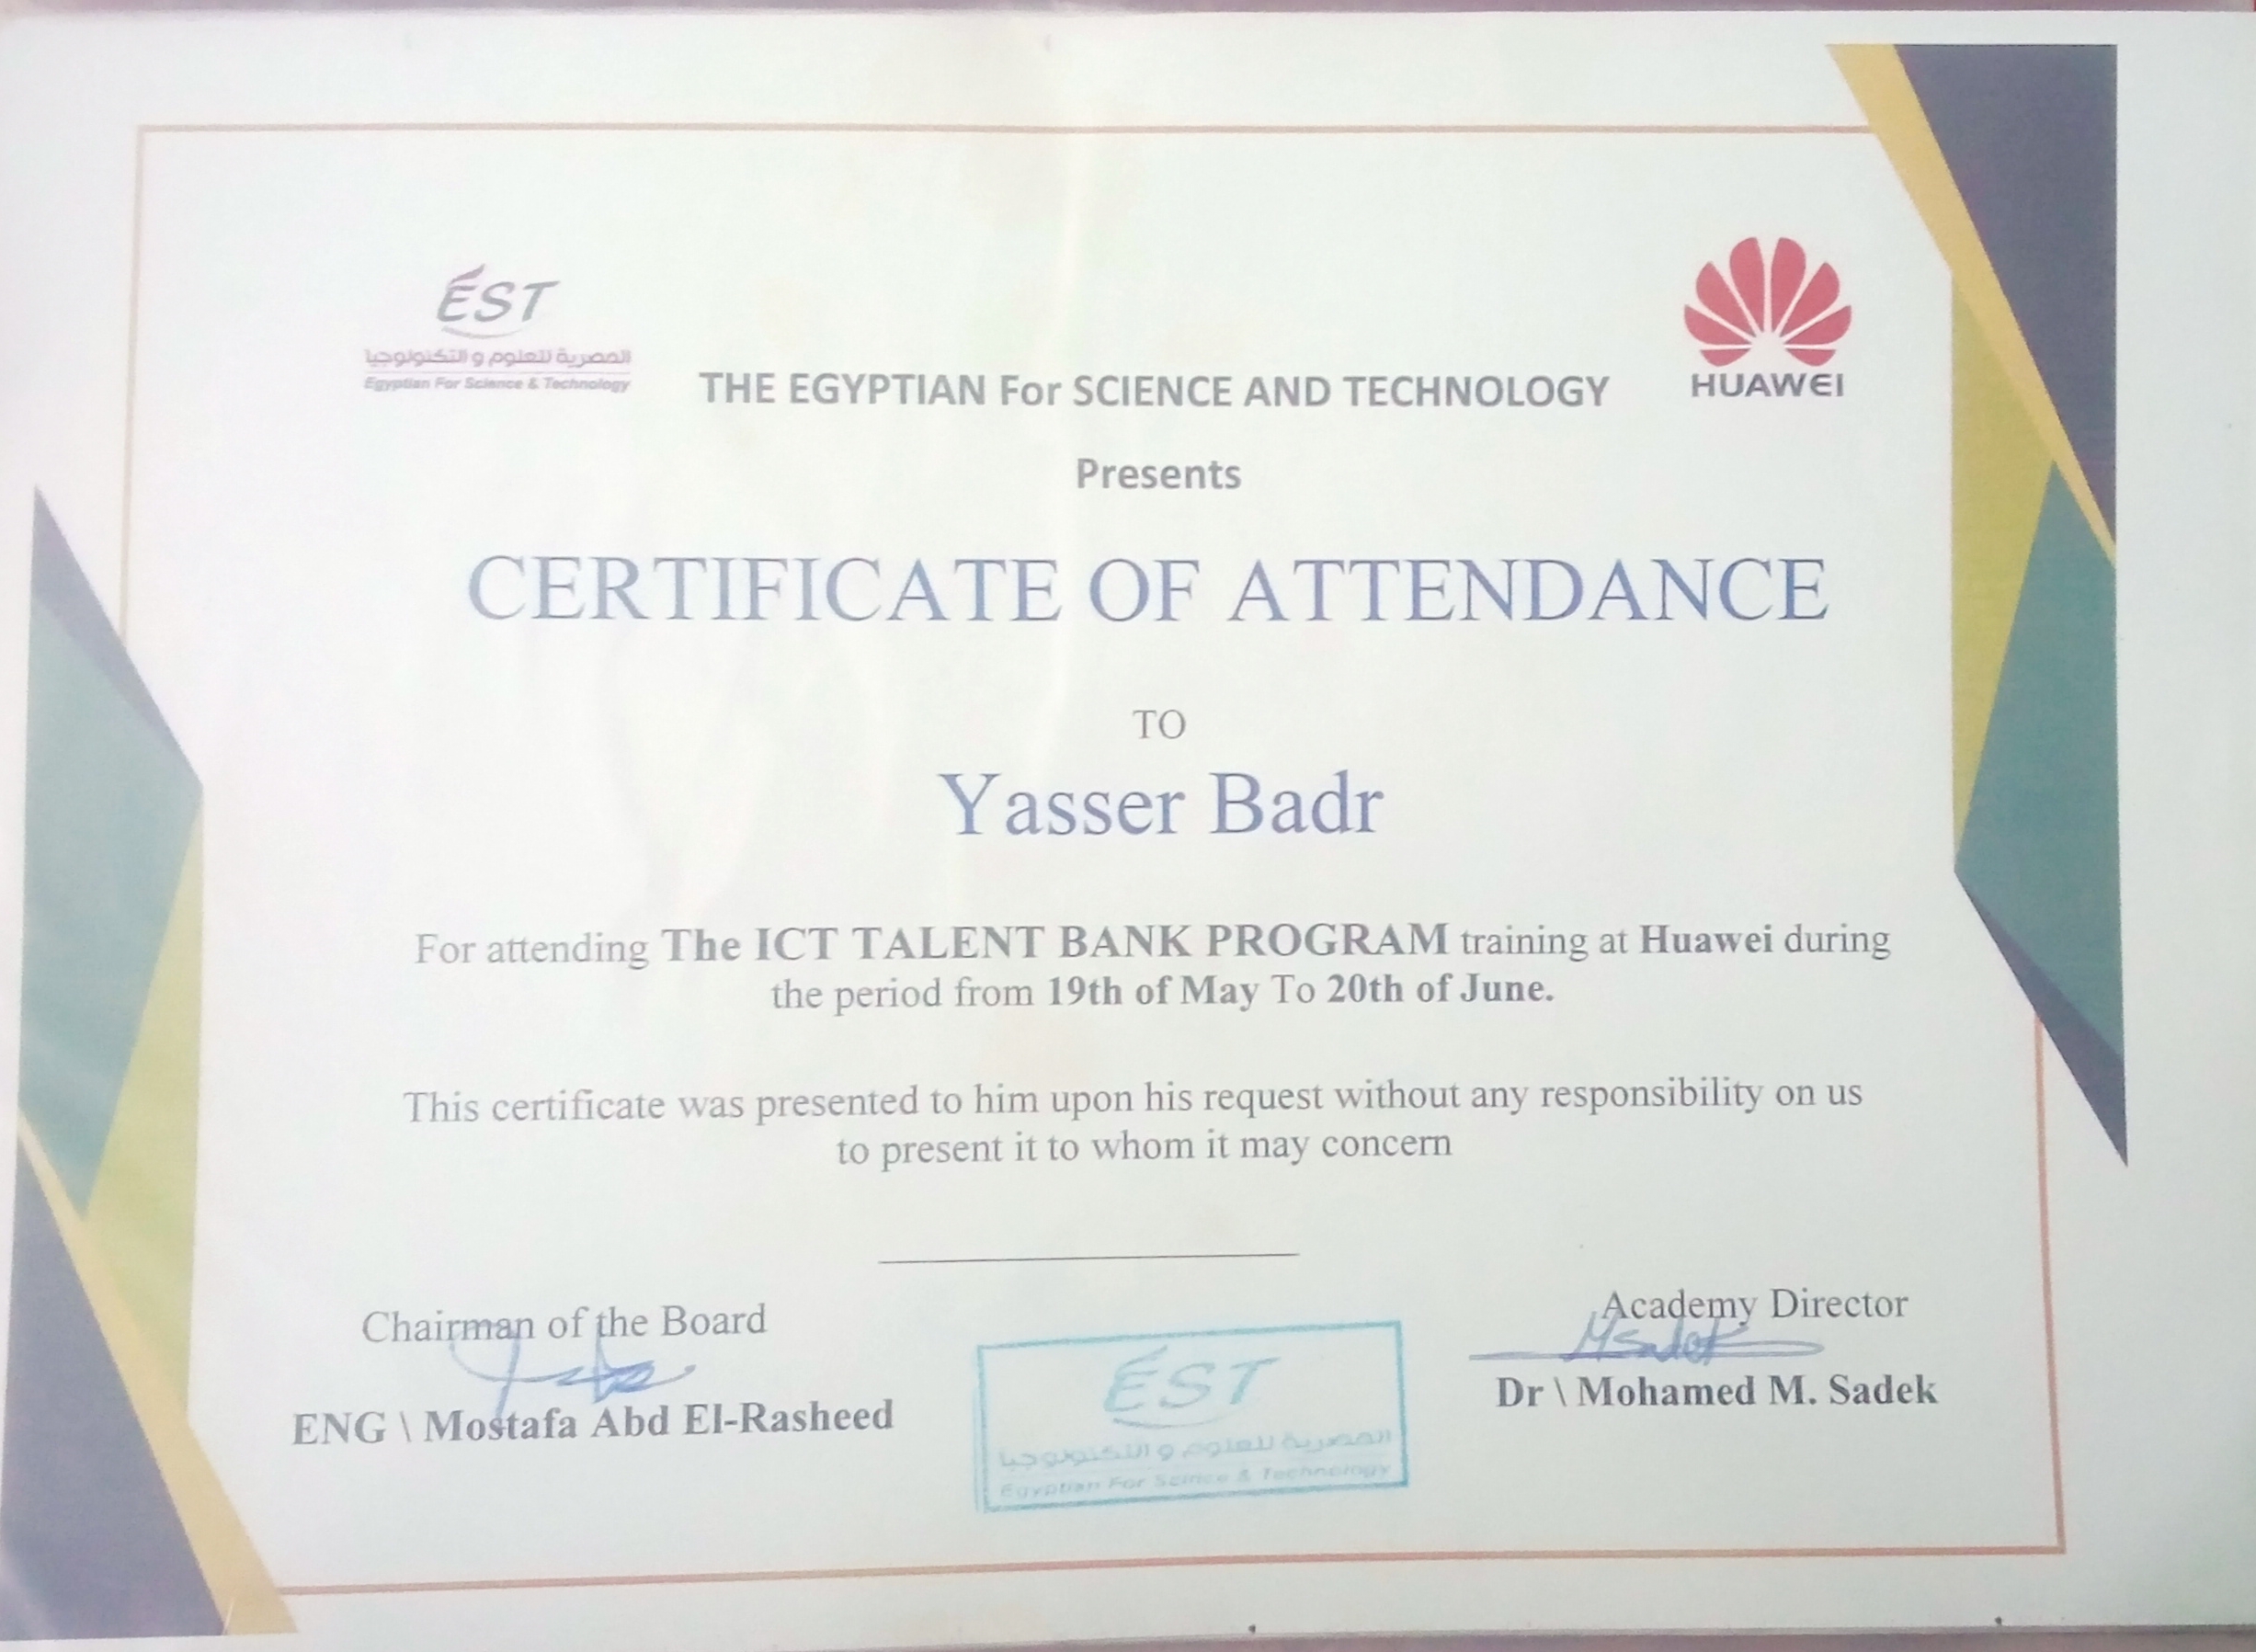 EST
المصرية للعلوم و التكنولوجيا
Egyptian For Science & Technology
HUAWEI
THE EGYPTIAN For SCIENCE AND TECHNOLOGY
Presents
CERTIFICATE OF ATTENDANCE
TO
Yasser Badr
For attending The ICT TALENT BANK PROGRAM training at Huawei during
the period from 19th of May To 20th of June.
This certificate was presented to him upon his request without any responsibility on us
to present it to whom it may concern
Chairman of the Board
ENG \ Mostafa Abd El-Rasheed
Academy Director
MSadek
Dr \ Mohamed M. Sadek
EST
المصرية للعلوم و التكنولوجيا
Egyptian For Scince & Technology